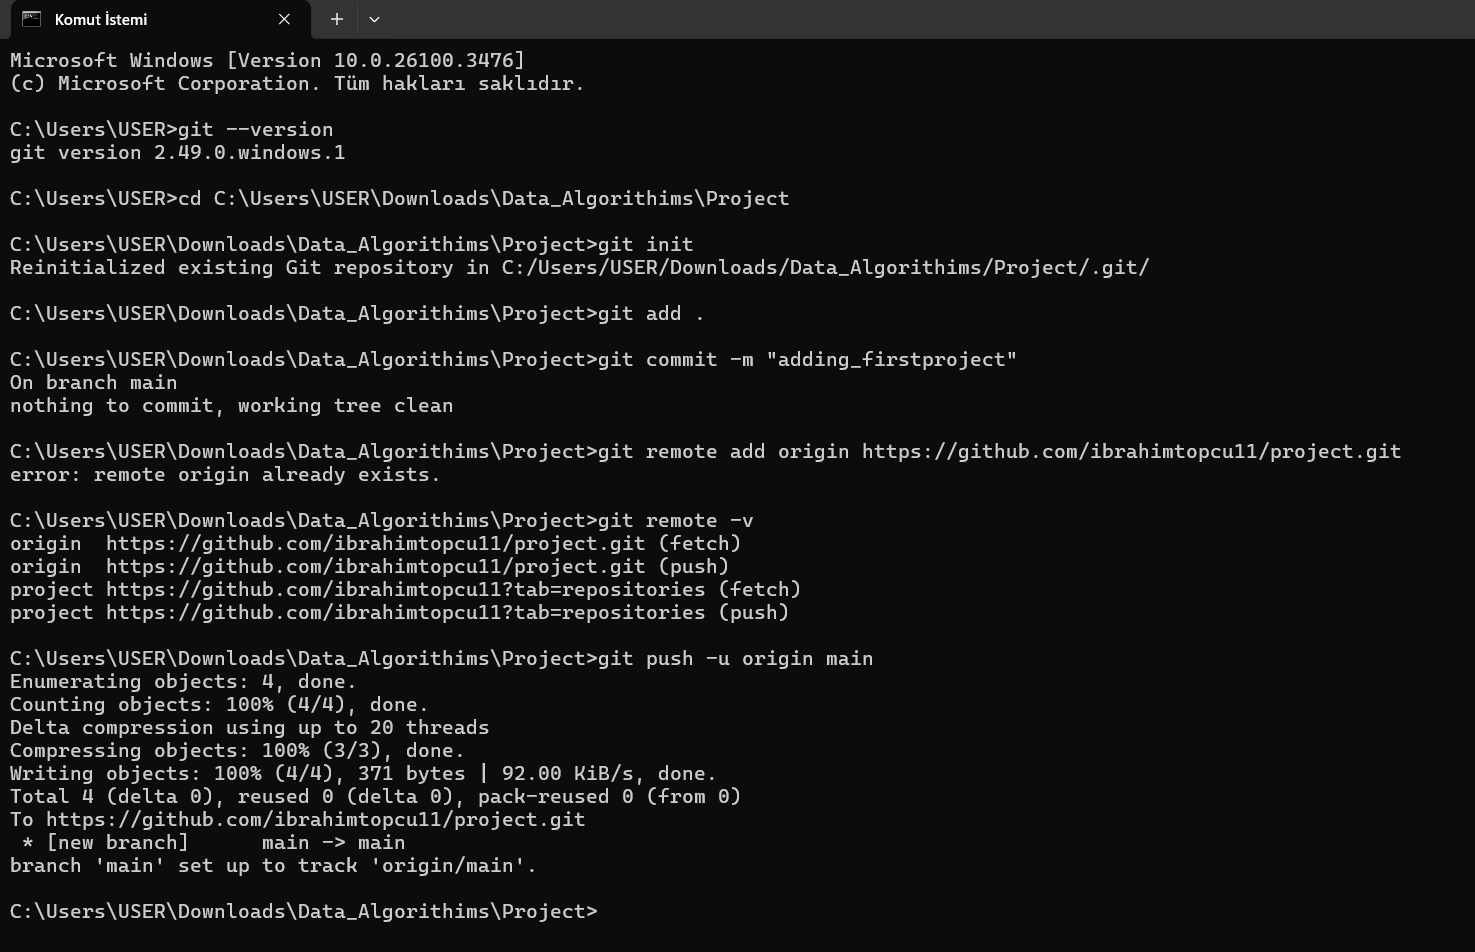 Komut İstemi
Microsoft Windows [Version 10.0.26100.3476]
(c) Microsoft Corporation. Tüm hakları saklıdır.
C:\Users\USER>git --version
git version 2.49.0.windows.1
C:\Users\USER>cd C:\Users\USER\Downloads\Data_Algorithims\Project
C:\Users\USER\Downloads\Data_Algorithims\Project>git init
Reinitialized existing Git repository in C:/Users/USER/Downloads/Data_Algorithims/Project/.git/
C:\Users\USER\Downloads\Data_Algorithims\Project>git add .
C:\Users\USER\Downloads\Data_Algorithims\Project>git commit -m "adding_firstproject"
On branch main
nothing to commit, working tree clean
C:\Users\USER\Downloads\Data_Algorithims\Project>git remote add origin https://github.com/ibrahimtopcu11/project.git
error: remote origin already exists.
C:\Users\USER\Downloads\Data_Algorithims\Project>git remote -v
origin  https://github.com/ibrahimtopcu11/project.git (fetch)
origin  https://github.com/ibrahimtopcu11/project.git (push)
project https://github.com/ibrahimtopcu11?tab=repositories (fetch)
project https://github.com/ibrahimtopcu11?tab=repositories (push)
C:\Users\USER\Downloads\Data_Algorithims\Project>git push -u origin main
Enumerating objects: 4, done.
Counting objects: 100% (4/4), done.
Delta compression using up to 20 threads
Compressing objects: 100% (3/3), done.
Writing objects: 100% (4/4), 371 bytes | 92.00 KiB/s, done.
Total 4 (delta 0), reused 0 (delta 0), pack-reused 0 (from 0)
To https://github.com/ibrahimtopcu11/project.git
 * [new branch]      main -> main
branch 'main' set up to track 'origin/main'.
C:\Users\USER\Downloads\Data_Algorithims\Project>